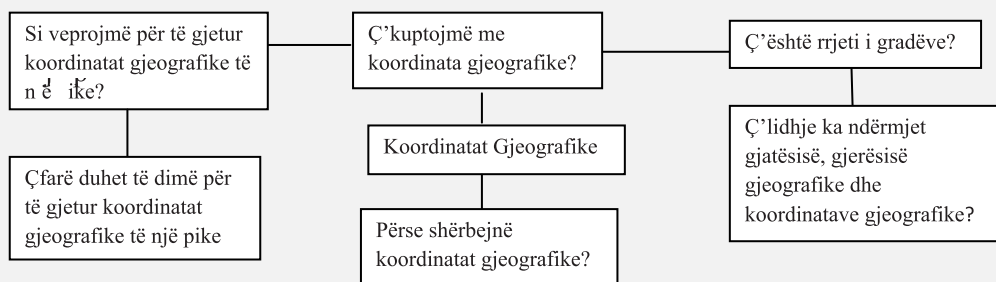 Si veprojmë për të gjetur
koordinatat gjeografike të
ike?
Ç’kuptojmë me
koordinata gjeografike?
Ç’është rrjeti i gradëve?
Koordinatat Gjeografike
Çfarë duhet të dimë për
të gjetur koordinatat
gjeografike të një pike
Përse shërbejnë
koordinatat gjeografike?
Ç’lidhje ka ndërmjet
gjatësisë, gjerësisë
gjeografike dhe
koordinatave gjeografike?